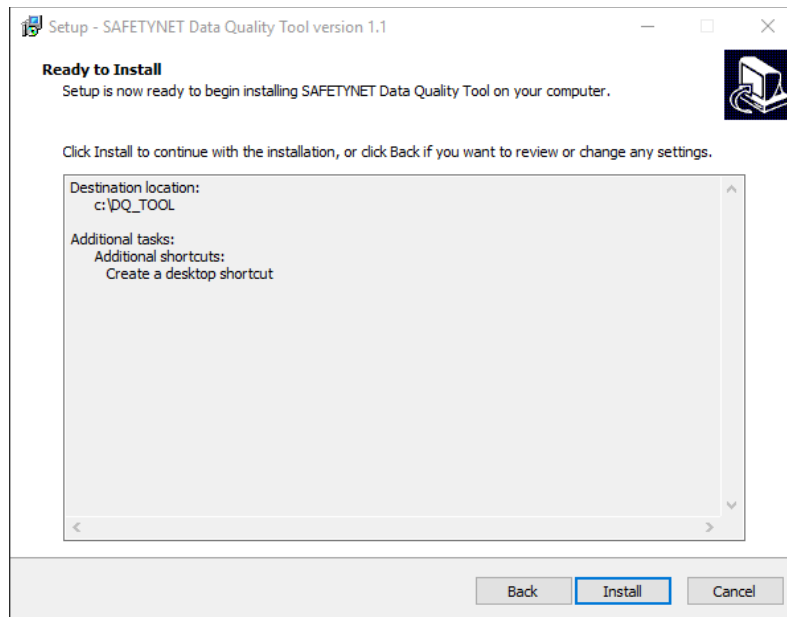 Setup - SAFETYNET Data Quality Tool version 1.1
Ready to Install
Setup is now ready to begin installing SAFETYNET Data Quality Tool on your computer.
Click Install to continue with the installation, or click Back if you want to review or change any settings.
Destination location:
c:\DQ_TOOL
Additional tasks:
Additional shortcuts:
Create a desktop shortcut
Back
Install
Cancel